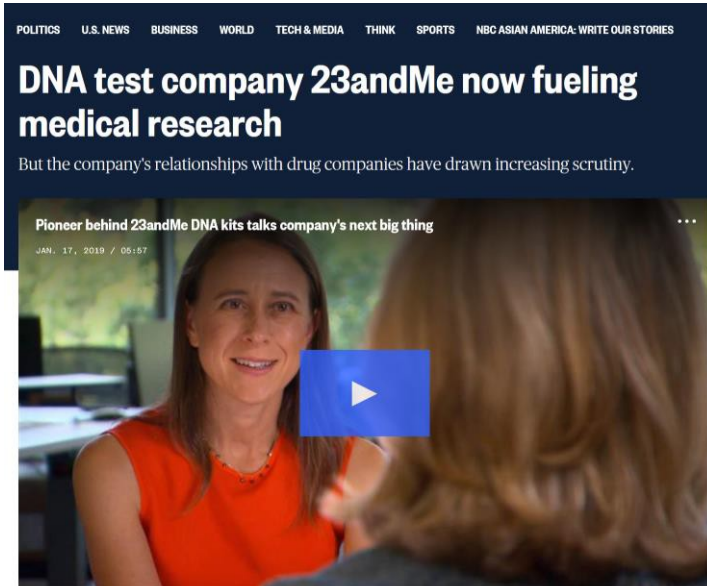 POLITICS U.S. NEWS BUSINESS WORLD TECH & MEDIA THINK SPORTS NBC ASIAN AMERICA: WRITE OUR STORIES
DNA test company 23andMe now fueling
medical research
But the company's relationships with drug companies have drawn increasing scrutiny.
Pioneer behind 23andMe DNA kits talks company's next big thing
JAN. 17, 2019 / 05:57